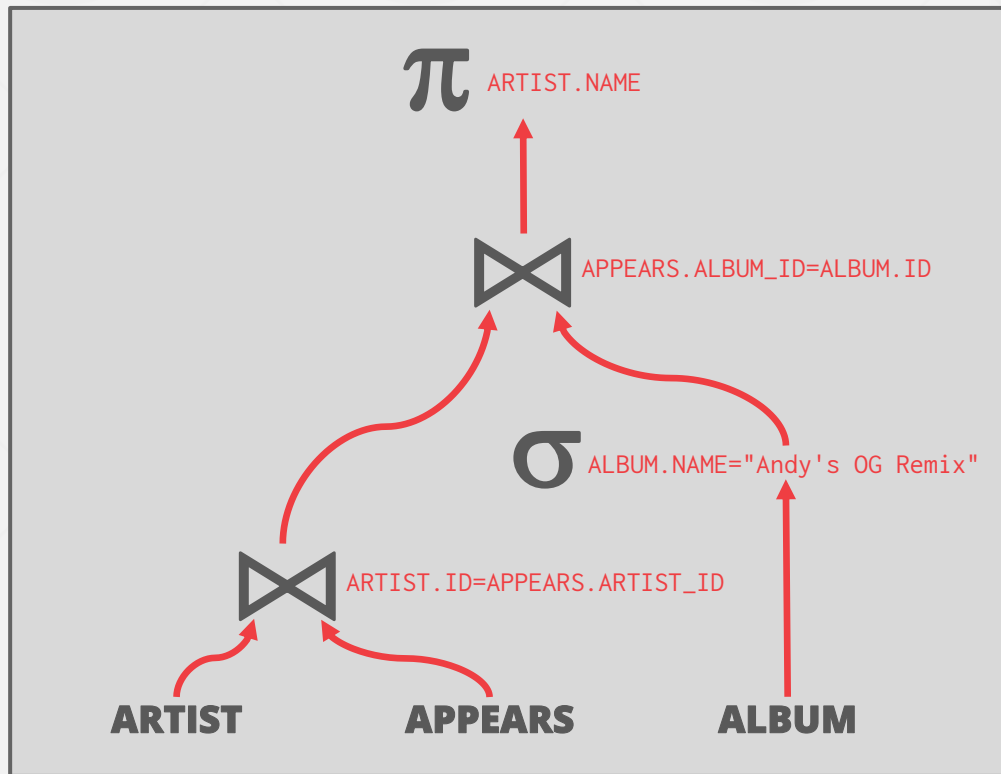 π ARTIST.NAME
⋈ APPEARS.ALBUM_ID=ALBUM.ID
σ ALBUM.NAME="Andy's OG Remix"
⋈ ARTIST.ID=APPEARS.ARTIST_ID
ARTIST APPEARS ALBUM